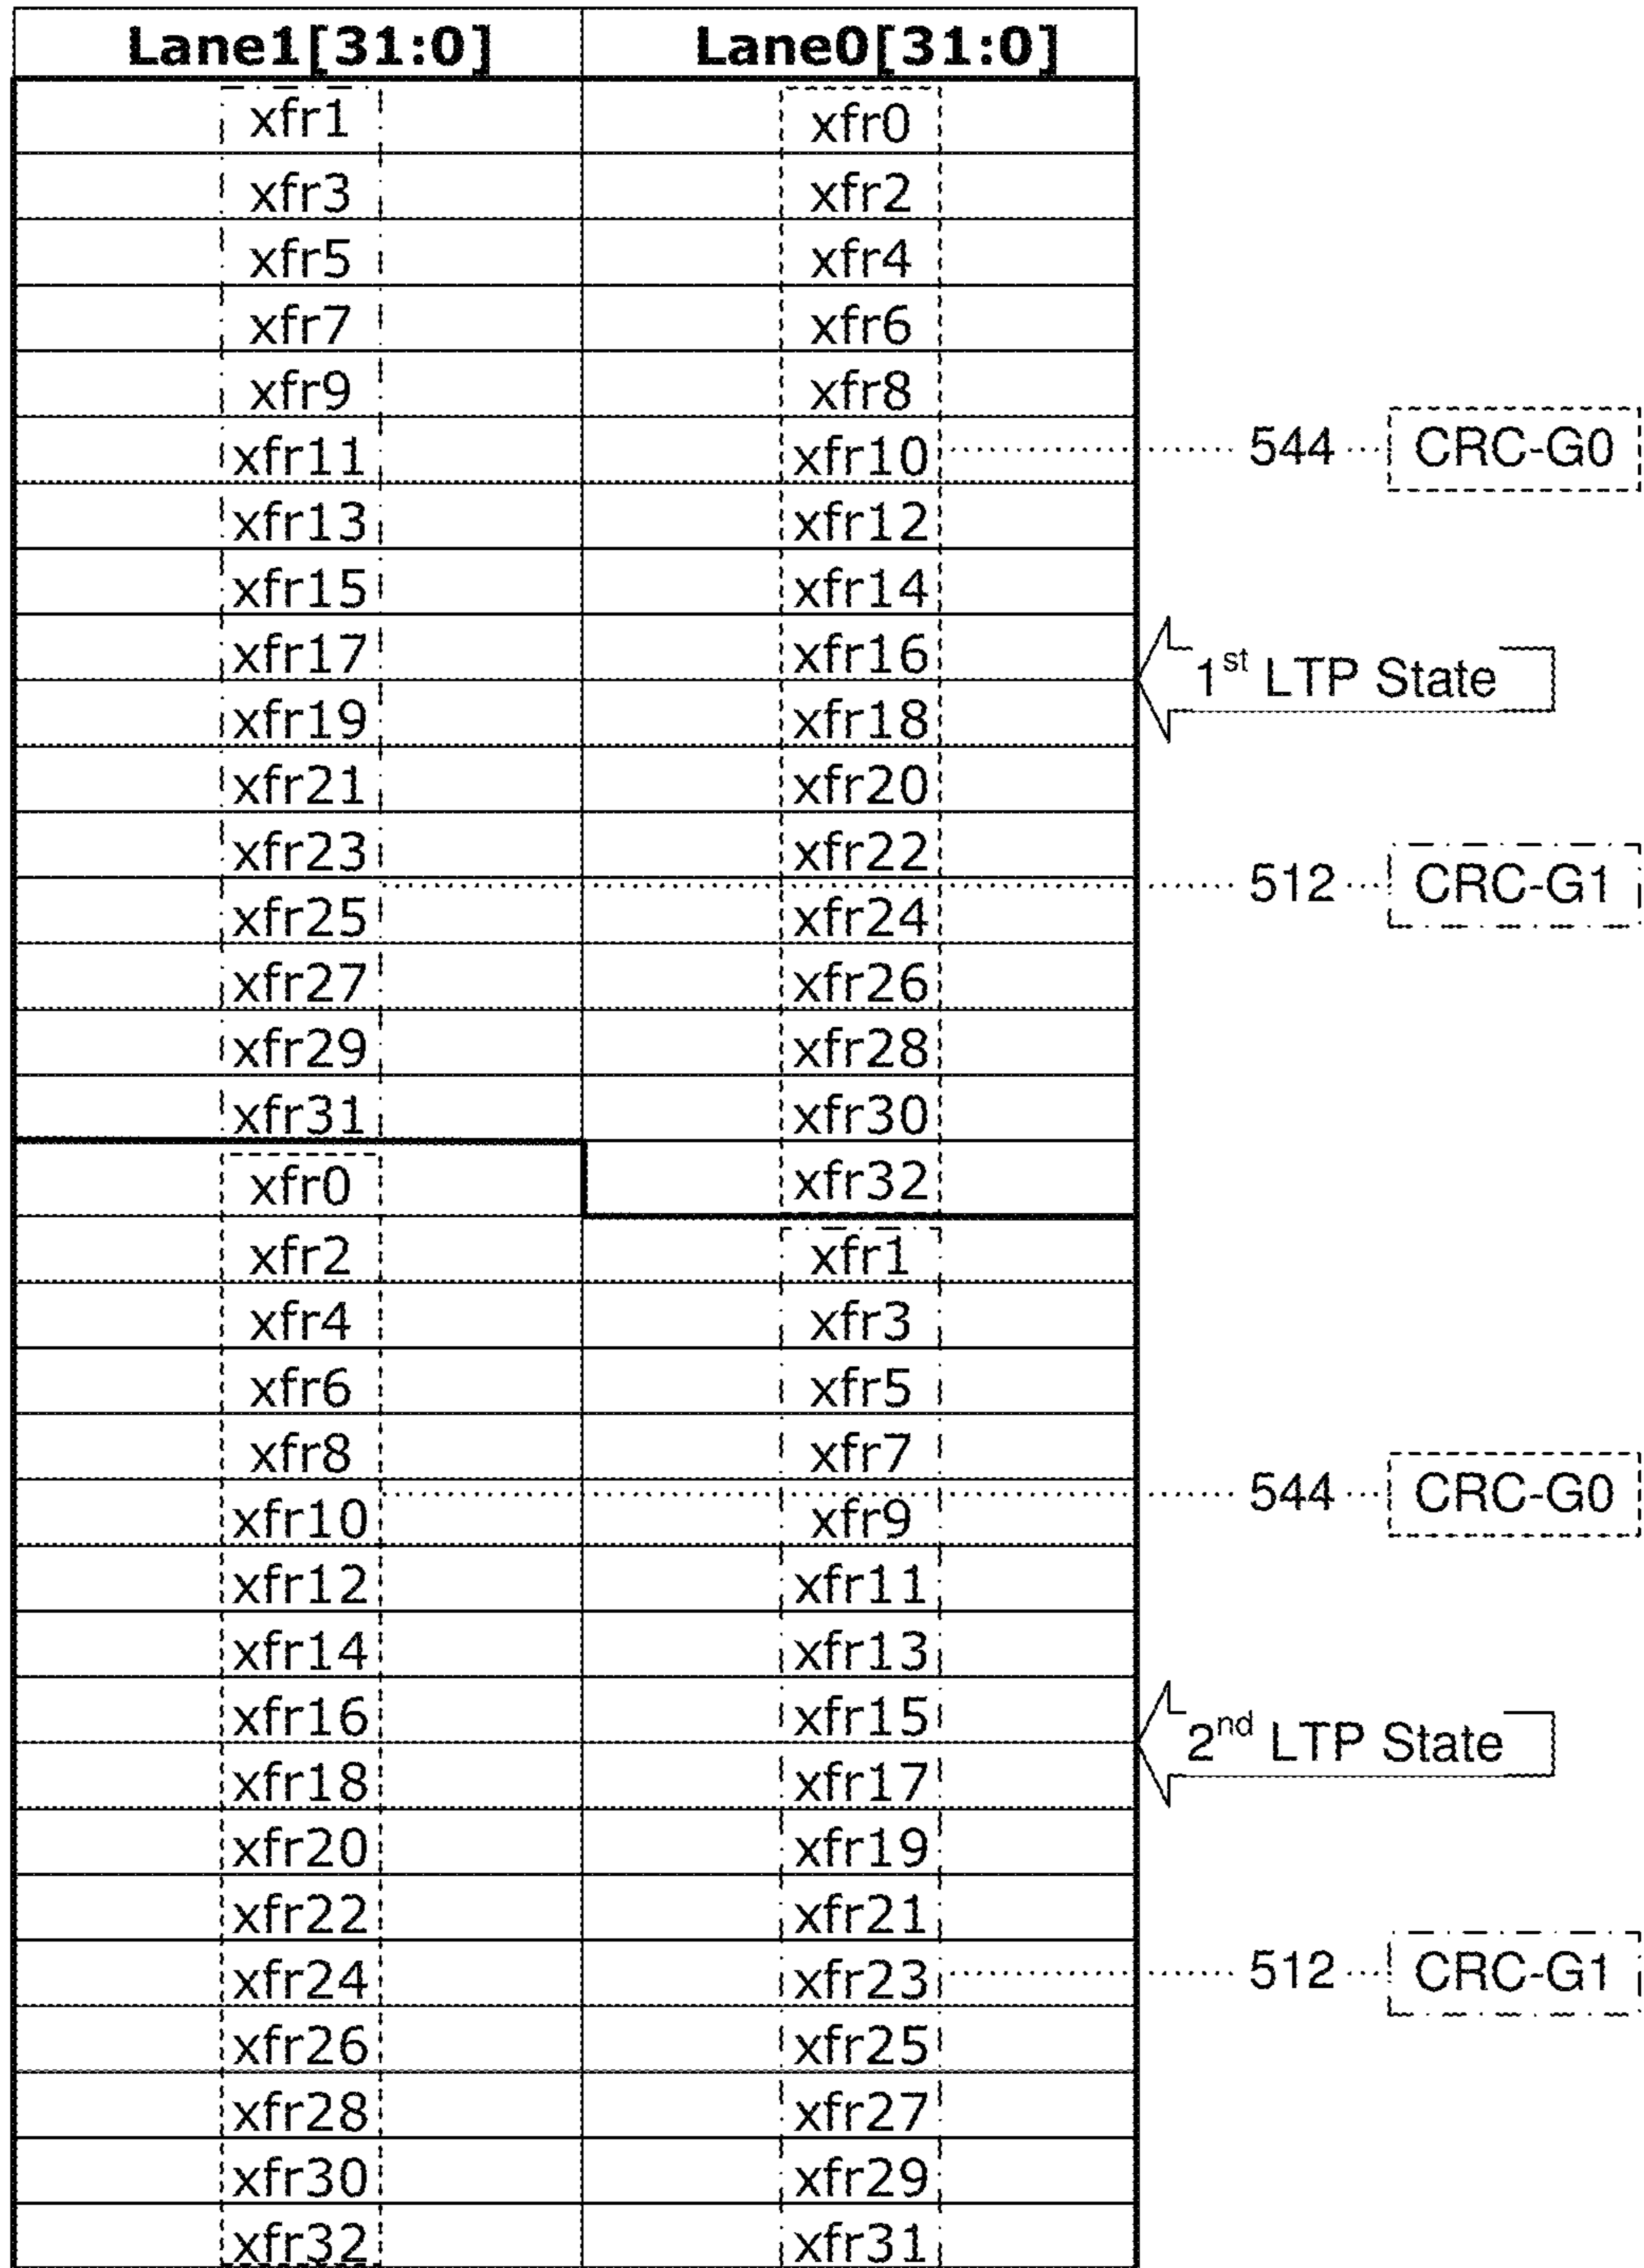 Lane1[31:0] Lane0[31:0]
xfr1 xfr0
xfr3 xfr2
xfr5 xfr4
xfr7 xfr6
xfr9 xfr8
xfr11 xfr10 544 CRC-G0
xfr13 xfr12
xfr15 xfr14
xfr17 xfr16 1st LTP State
xfr19 xfr18
xfr21 xfr20
xfr23 xfr22 512 CRC-G1
xfr25 xfr24
xfr27 xfr26
xfr29 xfr28
xfr31 xfr30
xfr0 xfr32
xfr2 xfr1
xfr4 xfr3
xfr6 xfr5
xfr8 xfr7
xfr10 xfr9 544 CRC-G0
xfr12 xfr11
xfr14 xfr13
xfr16 xfr15 2nd LTP State
xfr18 xfr17
xfr20 xfr19
xfr22 xfr21
xfr24 xfr23 512 CRC-G1
xfr26 xfr25
xfr28 xfr27
xfr30 xfr29
xfr32 xfr31